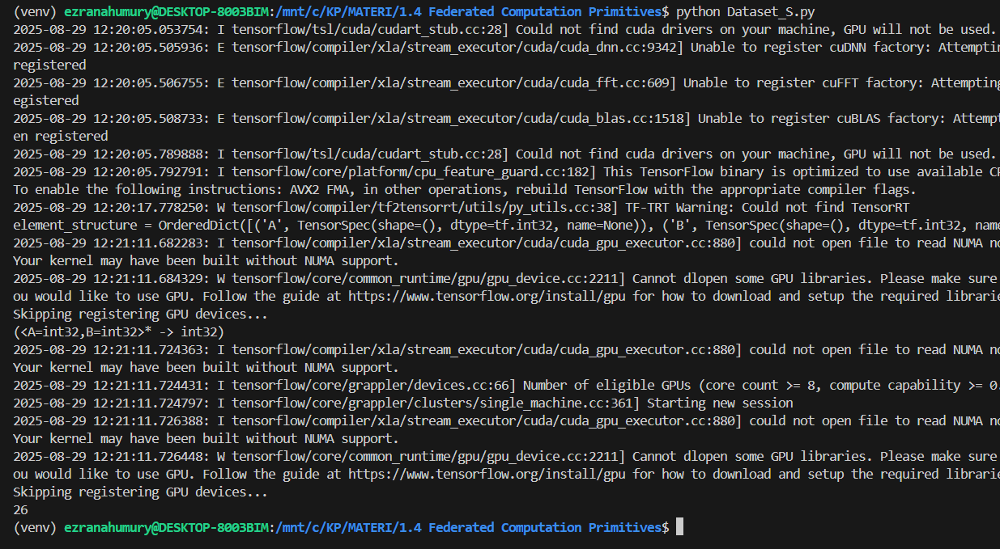 (venv) ezranahumury@DESKTOP-8003BIM:/mnt/c/KP/MATERI/1.4 Federated Computation Primitives$ python Dataset_S.py
2025-08-29 12:20:05.053754: I tensorflow/tsl/cuda/cudart_stub.cc:28] Could not find cuda drivers on your machine, GPU will not be used.
2025-08-29 12:20:05.505936: E tensorflow/compiler/xla/stream_executor/cuda/cuda_dnn.cc:9342] Unable to register cuDNN factory: Attemptin
registered
2025-08-29 12:20:05.506755: E tensorflow/compiler/xla/stream_executor/cuda/cuda_fft.cc:609] Unable to register cuFFT factory: Attempting
egistered
2025-08-29 12:20:05.508733: E tensorflow/compiler/xla/stream_executor/cuda/cuda_blas.cc:1518] Unable to register cuBLAS factory: Attempt
en registered
2025-08-29 12:20:05.789888: I tensorflow/tsl/cuda/cudart_stub.cc:28] Could not find cuda drivers on your machine, GPU will not be used.
2025-08-29 12:20:05.792791: I tensorflow/core/platform/cpu_feature_guard.cc:182] This TensorFlow binary is optimized to use available CP
To enable the following instructions: AVX2 FMA, in other operations, rebuild TensorFlow with the appropriate compiler flags.
2025-08-29 12:20:17.778250: W tensorflow/compiler/tf2tensorrt/utils/py_utils.cc:38] TF-TRT Warning: Could not find TensorRT
element_structure = OrderedDict([('A', TensorSpec(shape=(), dtype=tf.int32, name=None)), ('B', TensorSpec(shape=(), dtype=tf.int32, name
2025-08-29 12:21:11.682283: I tensorflow/compiler/xla/stream_executor/cuda/cuda_gpu_executor.cc:880] could not open file to read NUMA no
Your kernel may have been built without NUMA support.
2025-08-29 12:21:11.684329: W tensorflow/core/common_runtime/gpu/gpu_device.cc:2211] Cannot dlopen some GPU libraries. Please make sure
ou would like to use GPU. Follow the guide at https://www.tensorflow.org/install/gpu for how to download and setup the required librarie
Skipping registering GPU devices...
(<A=int32,B=int32>* -> int32)
2025-08-29 12:21:11.724363: I tensorflow/compiler/xla/stream_executor/cuda/cuda_gpu_executor.cc:880] could not open file to read NUMA no
Your kernel may have been built without NUMA support.
2025-08-29 12:21:11.724431: I tensorflow/core/grappler/devices.cc:66] Number of eligible GPUs (core count >= 8, compute capability >= 0.
2025-08-29 12:21:11.724797: I tensorflow/core/grappler/clusters/single_machine.cc:361] Starting new session
2025-08-29 12:21:11.726388: I tensorflow/compiler/xla/stream_executor/cuda/cuda_gpu_executor.cc:880] could not open file to read NUMA no
Your kernel may have been built without NUMA support.
2025-08-29 12:21:11.726448: W tensorflow/core/common_runtime/gpu/gpu_device.cc:2211] Cannot dlopen some GPU libraries. Please make sure
ou would like to use GPU. Follow the guide at https://www.tensorflow.org/install/gpu for how to download and setup the required librarie
Skipping registering GPU devices...
26
(venv) ezranahumury@DESKTOP-8003BIM:/mnt/c/KP/MATERI/1.4 Federated Computation Primitives$